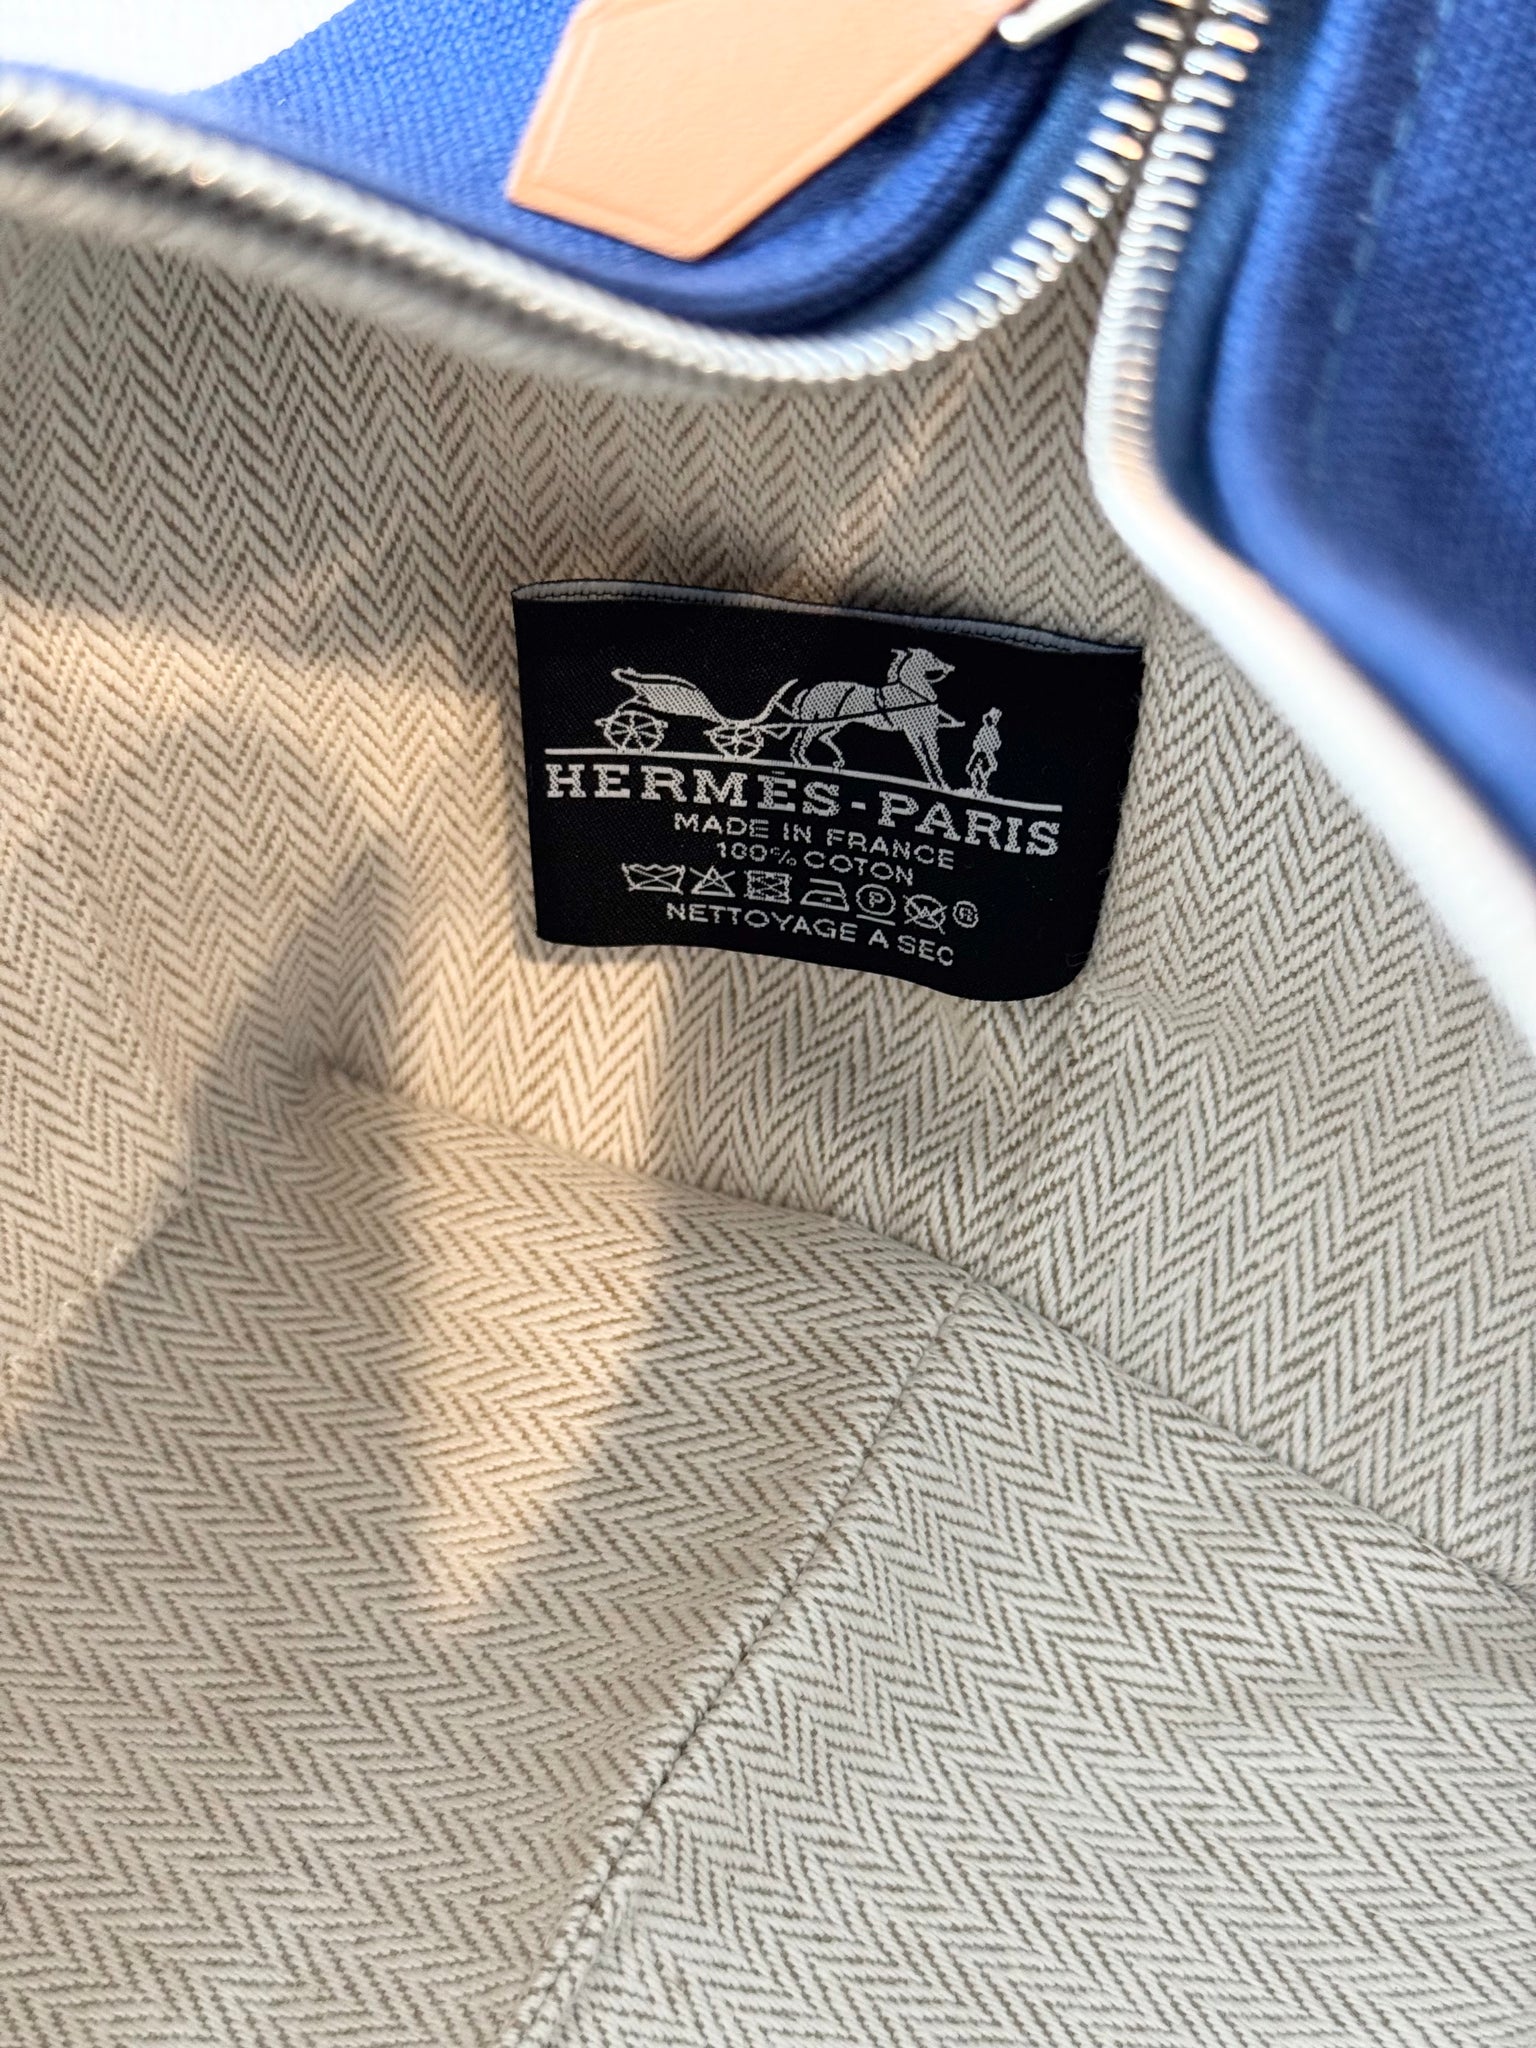 HERMÈS-PARIS
MADE IN FRANCE
100% COTON
P W ®
NETTOYAGE A SEC